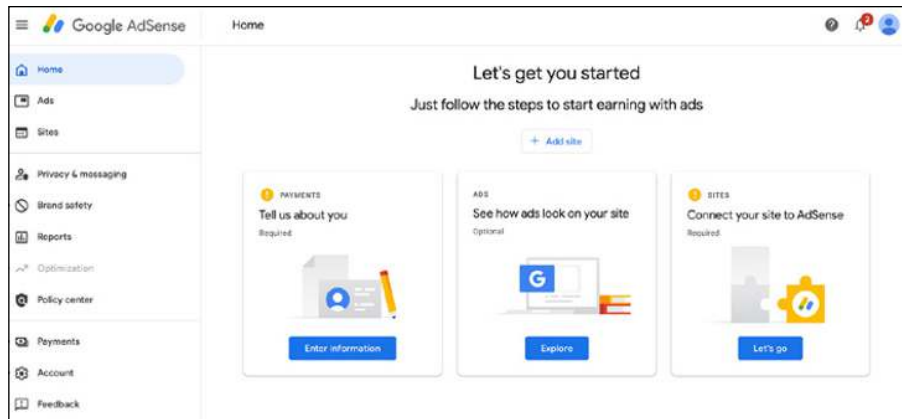 Google AdSense
Home
2
Home
Ads
Sites
Privacy & messaging
Brand safety
Reports
Optimization
Policy center
Payments
Account
Feedback
Let's get you started
Just follow the steps to start earning with ads
+ Add site
PAYMENTS
Tell us about you
Required
Enter information
ADS
See how ads look on your site
Optional
G
Explore
SITES
Connect your site to AdSense
Required
Let's go